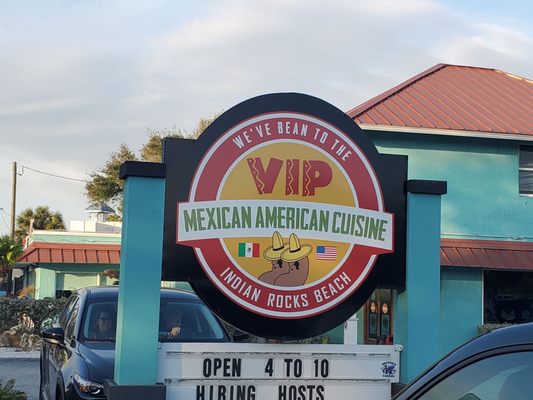 WE'VE BEAN TO THE
VIP
MEXICAN AMERICAN CUISINE
INDIAN ROCKS BEACH
OPEN 4 TO 10
HIRING HOSTS